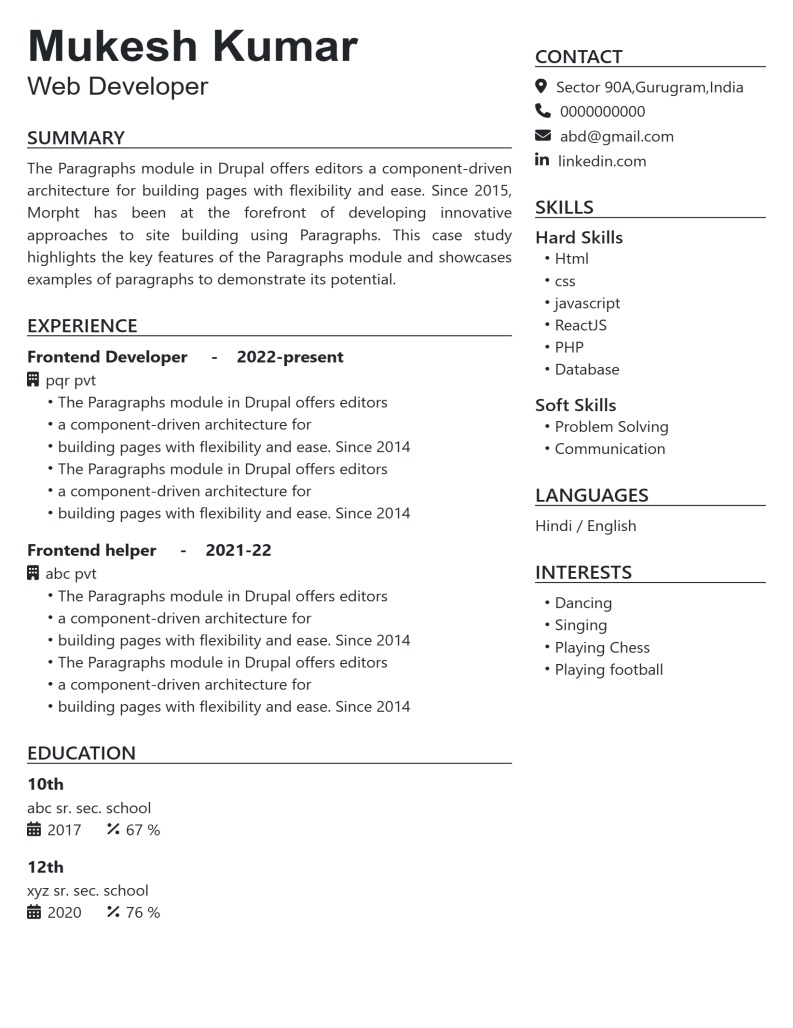 Mukesh Kumar
Web Developer
SUMMARY
The Paragraphs module in Drupal offers editors a component-driven
architecture for building pages with flexibility and ease. Since 2015,
Morpht has been at the forefront of developing innovative
approaches to site building using Paragraphs. This case study
highlights the key features of the Paragraphs module and showcases
examples of paragraphs to demonstrate its potential.
EXPERIENCE
Frontend Developer - 2022-present
pqr pvt
• The Paragraphs module in Drupal offers editors
• a component-driven architecture for
• building pages with flexibility and ease. Since 2014
• The Paragraphs module in Drupal offers editors
• a component-driven architecture for
• building pages with flexibility and ease. Since 2014
Frontend helper - 2021-22
abc pvt
• The Paragraphs module in Drupal offers editors
• a component-driven architecture for
• building pages with flexibility and ease. Since 2014
• The Paragraphs module in Drupal offers editors
• a component-driven architecture for
• building pages with flexibility and ease. Since 2014
EDUCATION
10th
abc sr. sec. school
2017 % 67 %
12th
xyz sr. sec. school
2020 % 76 %
CONTACT
Sector 90A,Gurugram,India
0000000000
abd@gmail.com
in linkedin.com
SKILLS
Hard Skills
• Html
• css
• javascript
• ReactJS
• PHP
• Database
Soft Skills
• Problem Solving
• Communication
LANGUAGES
Hindi / English
INTERESTS
• Dancing
• Singing
• Playing Chess
• Playing football